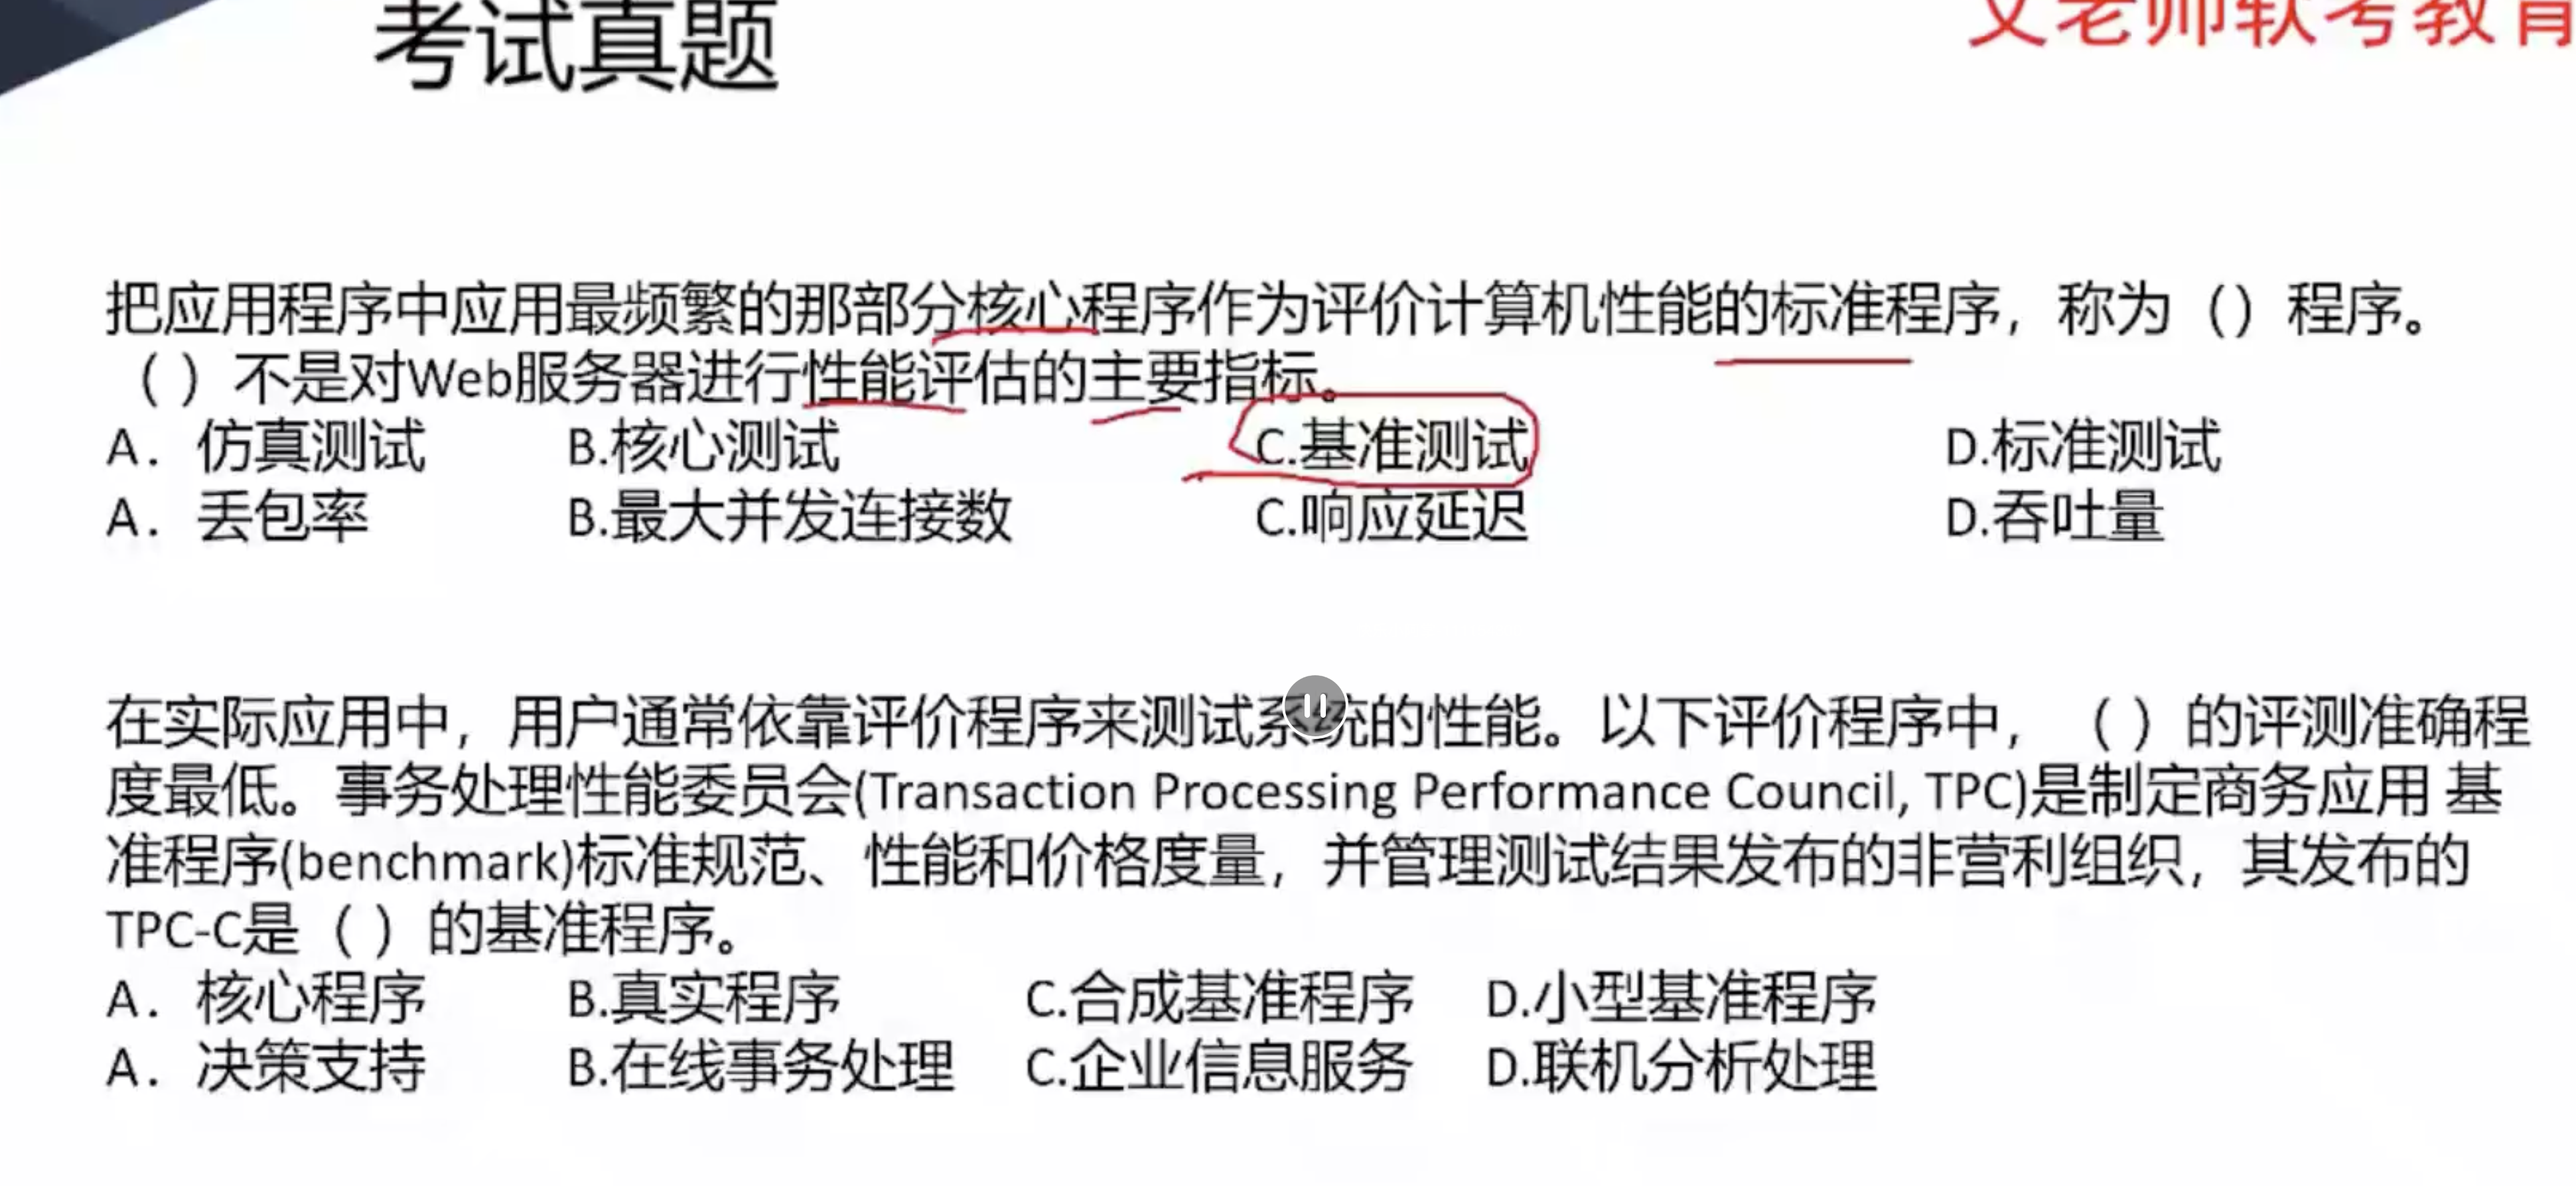 考试真题
文老师软考教育
把应用程序中应用最频繁的那部分核心程序作为评价计算机性能的标准程序，称为（）程序。
（ ）不是对Web服务器进行性能评估的主要指标。
A．仿真测试 B.核心测试 C.基准测试 D.标准测试
A．丢包率 B.最大并发连接数 C.响应延迟 D.吞吐量
在实际应用中，用户通常依靠评价程序来测试系统的性能。以下评价程序中，（ ）的评测准确程
度最低。事务处理性能委员会(Transaction Processing Performance Council, TPC)是制定商务应用 基
准程序(benchmark)标准规范、性能和价格度量，并管理测试结果发布的非营利组织，其发布的
TPC-C是（ ）的基准程序。
A．核心程序 B.真实程序 C.合成基准程序 D.小型基准程序
A．决策支持 B.在线事务处理 C.企业信息服务 D.联机分析处理